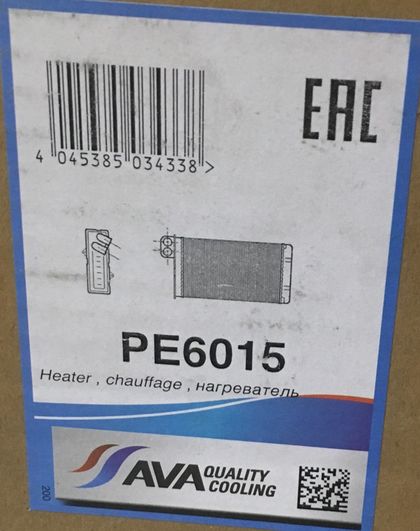 EAC
4 045385 034338 >
PE6015
Heater , chauffage , нагреватель
AVA QUALITY
COOLING
200